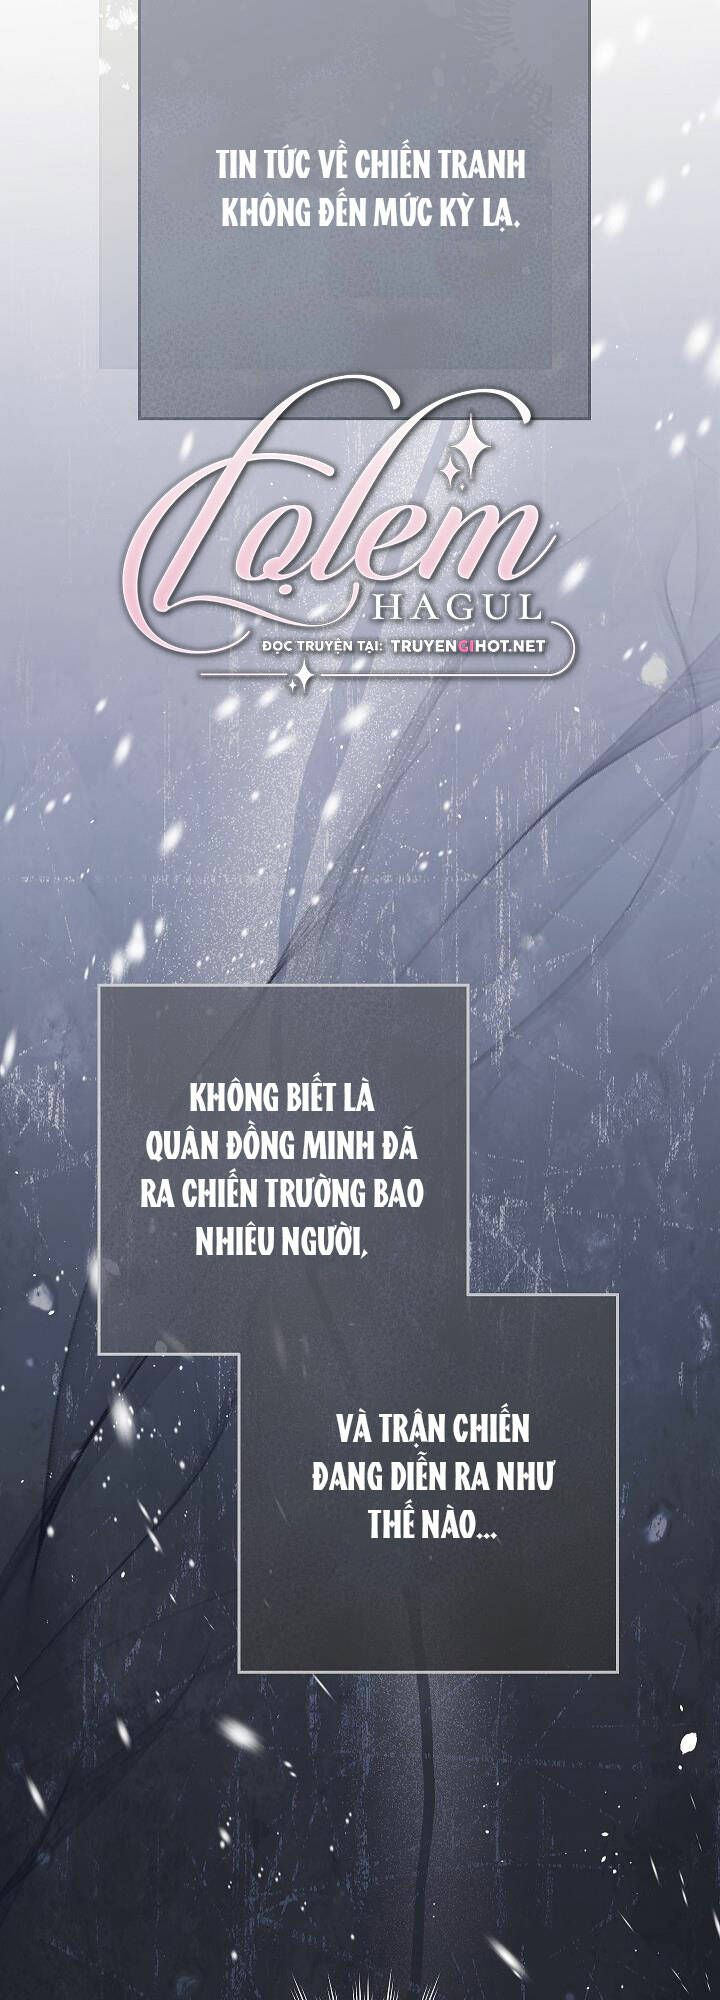 TIN TỨC VỀ CHIẾN TRANH
KHÔNG ĐẾN MỨC KỲ LẠ.
Lọlem
HAGUL
ĐỌC TRUYỆN TẠI: TRUYENGIHOT.NET
KHÔNG BIẾT LÀ
QUÂN ĐỒNG MINH ĐÃ
RA CHIẾN TRƯỜNG BAO
NHIÊU NGƯỜI,
VÀ TRẬN CHIẾN
ĐANG DIỄN RA NHƯ
THẾ NÀO...